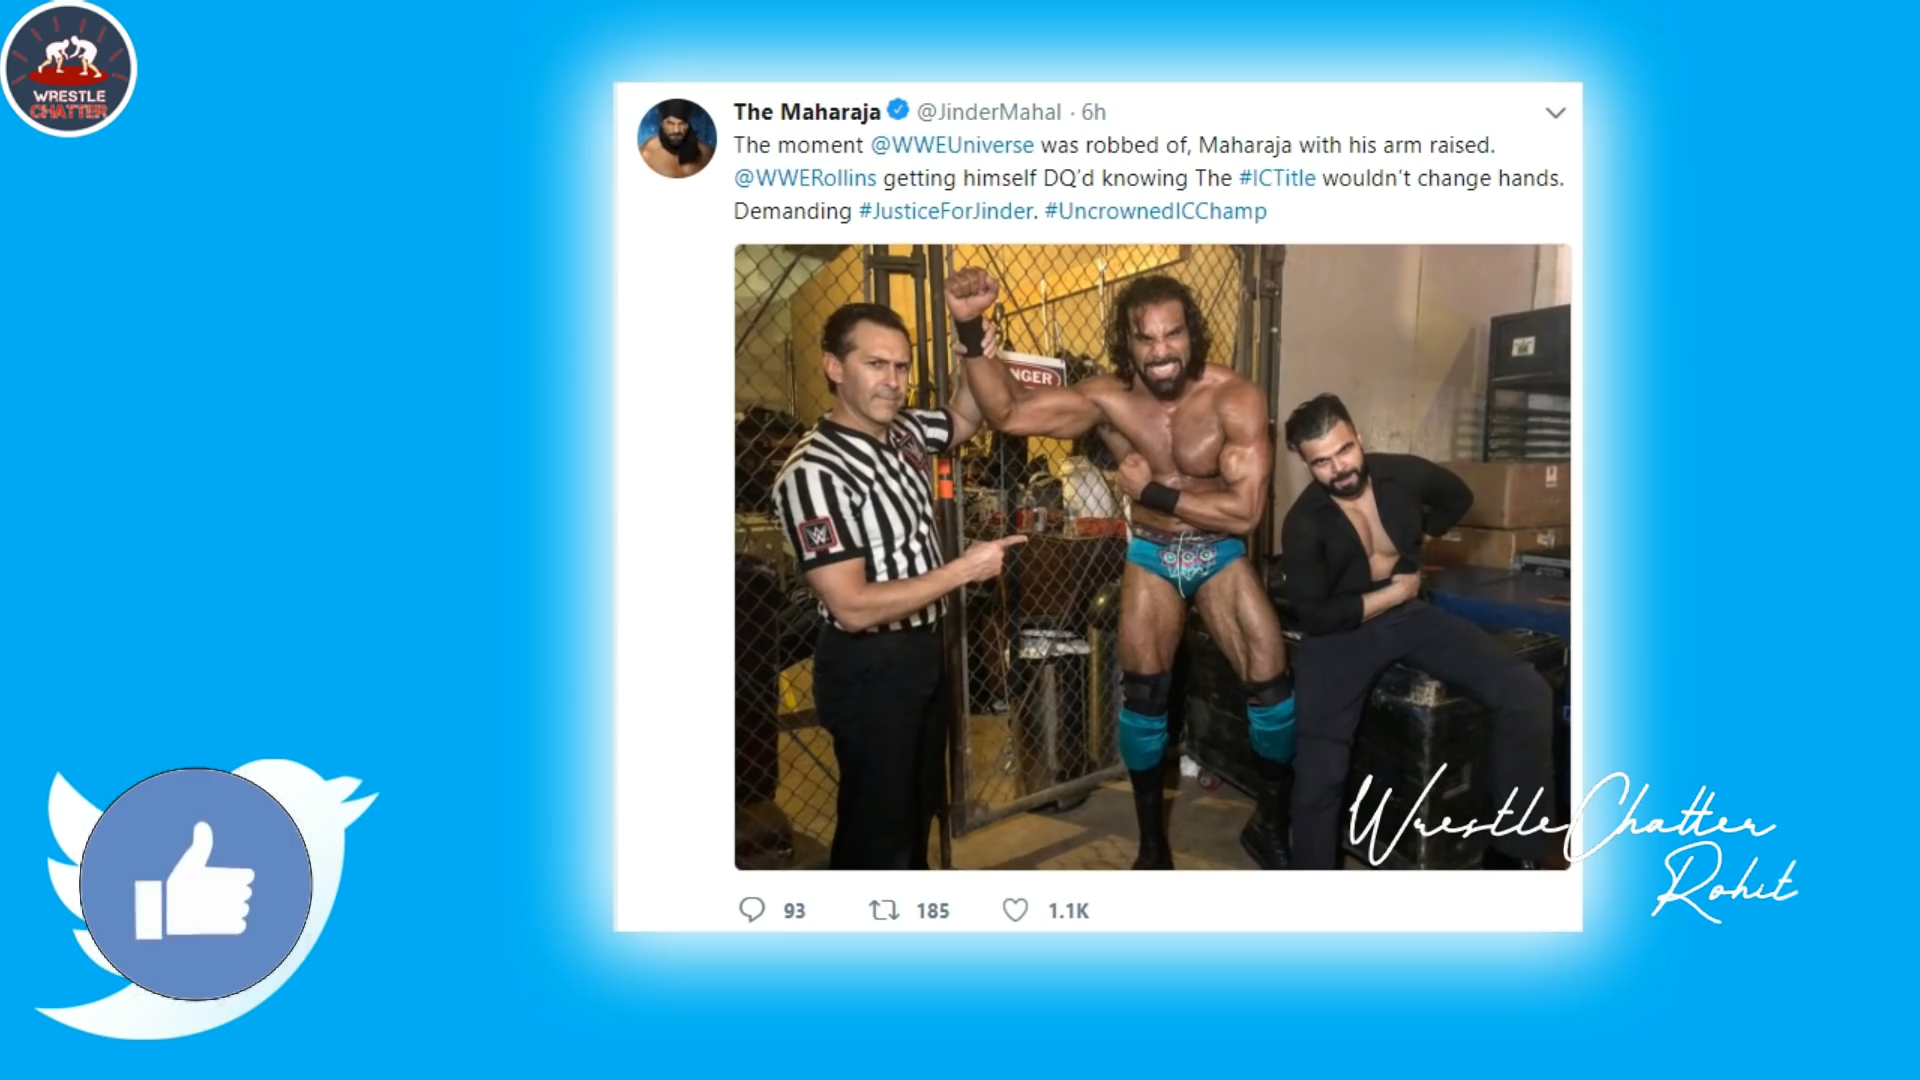 WRESTLE
CHATTER
The Maharaja @JinderMahal · 6h
The moment @WWEUniverse was robbed of, Maharaja with his arm raised.
@WWERollins getting himself DQ'd knowing The #ICTitle wouldn't change hands.
Demanding #JusticeForJinder. #UncrownedICChamp
NGER
W
93 185 1.1K
WrestleChatter
Rohit